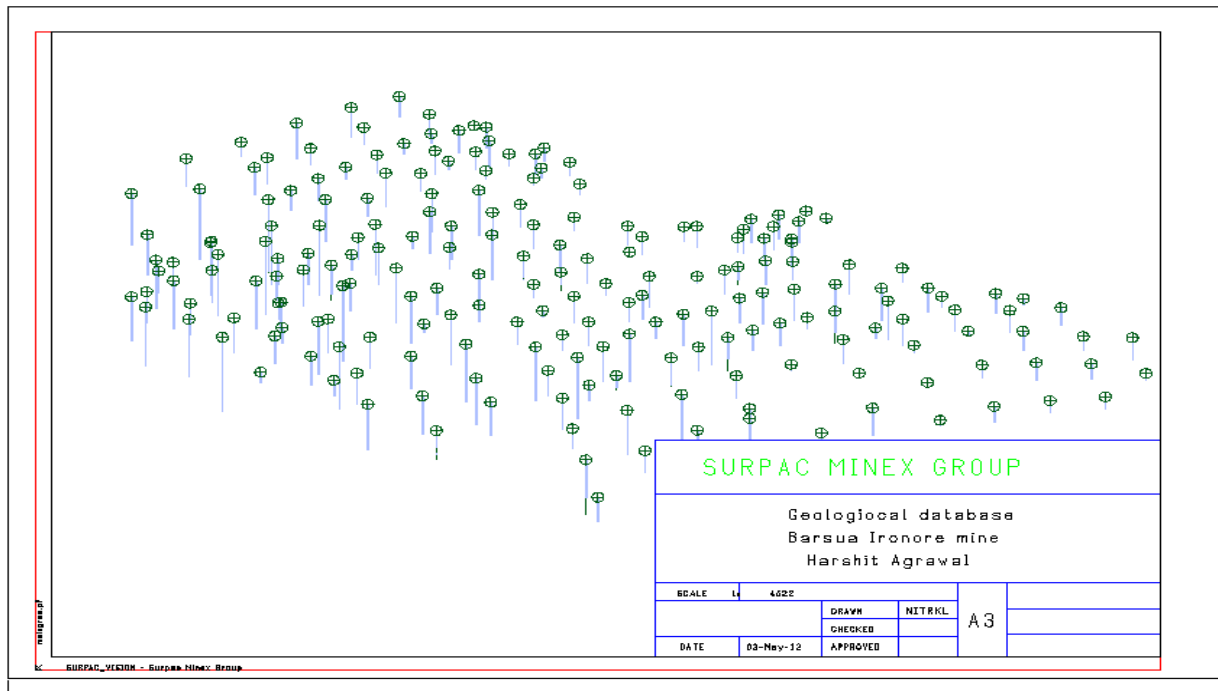 SURPAC MINEX GROUP
Geologiocal database
Barsua Ironore mine
Harshit Agrawal
SCALE 1: 4622
DRAWN NITRKL
CHECKED
A3
DATE 03-May-12 APPROVED
SURPAC_VISION - Surpac Minex Group